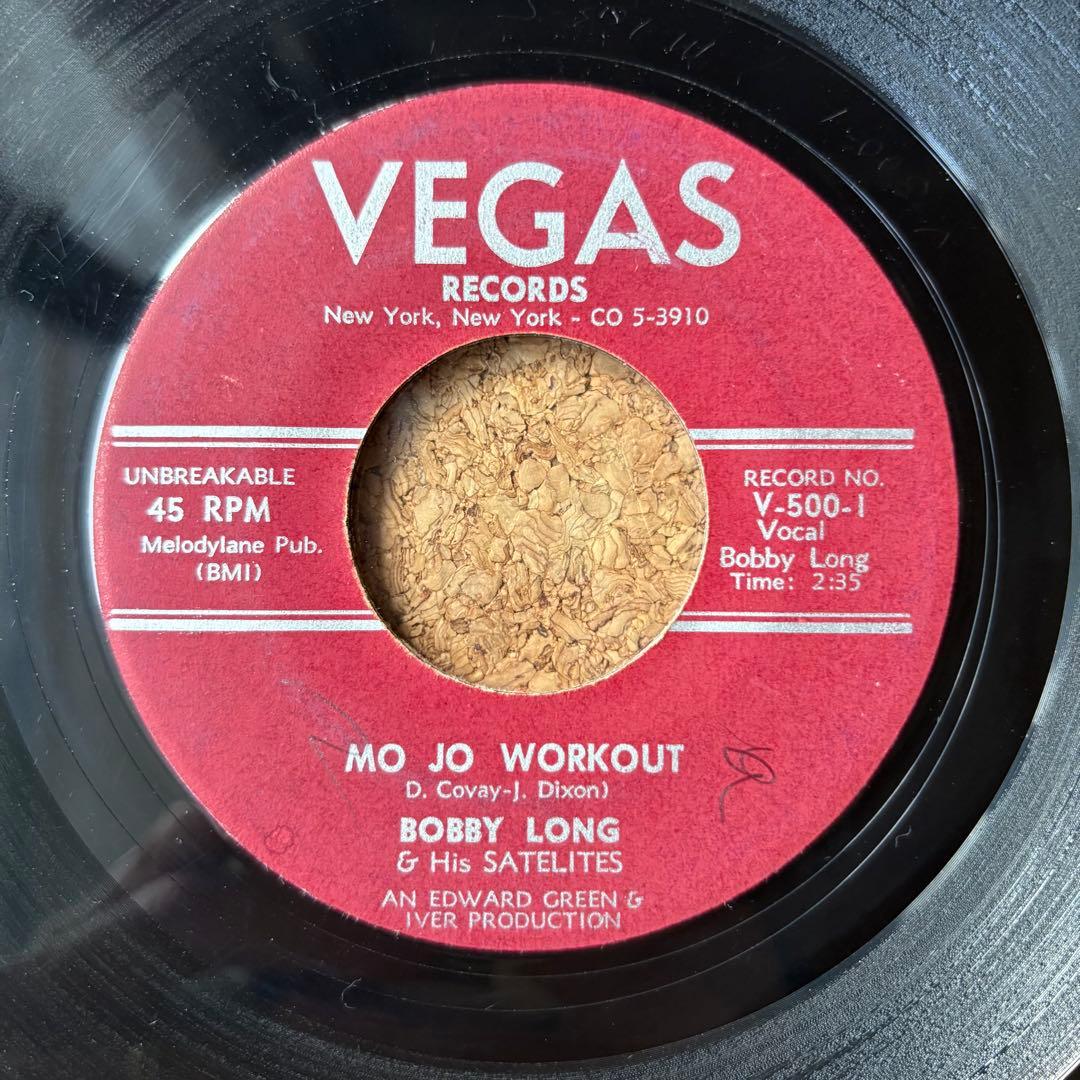 VEGAS
RECORDS
New York, New York - CO 5-3910
UNBREAKABLE
45 RPM
Melodylane Pub.
(BMI)
RECORD NO.
V-500-1
Vocal
Bobby Long
Time: 2:35
MO JO WORKOUT
D. Covay-J. Dixon)
BOBBY LONG
& His SATELITES
AN EDWARD GREEN &
IVER PRODUCTION